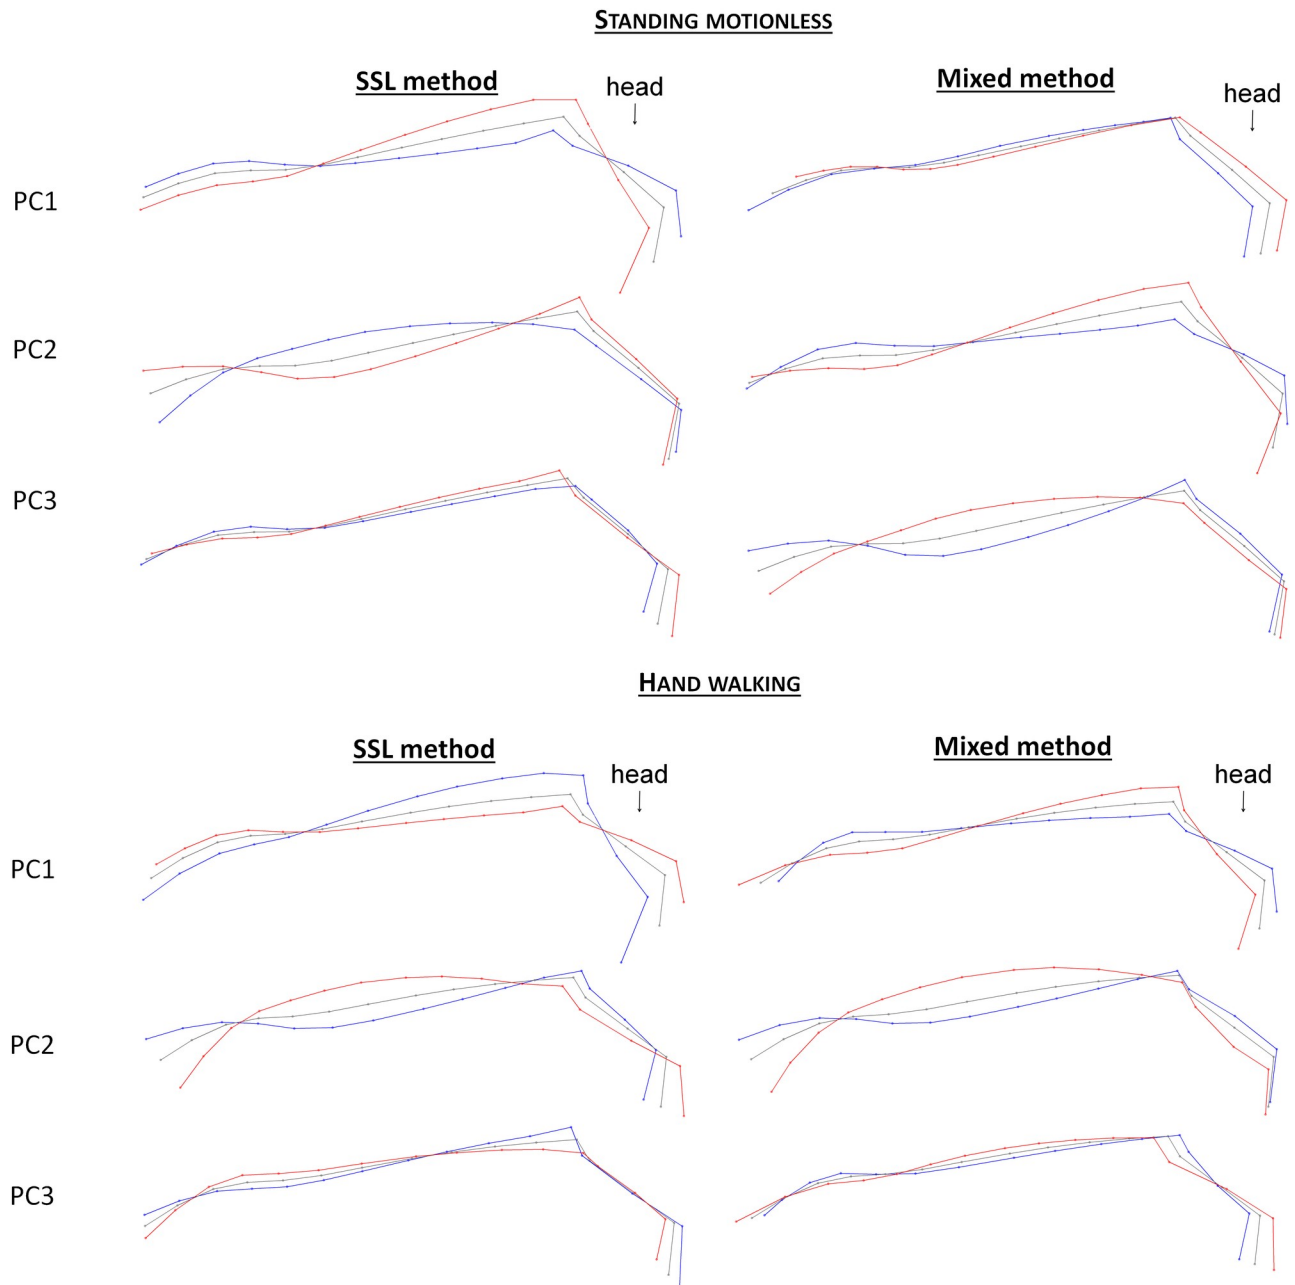 STANDING MOTIONLESS
SSL method
Mixed method
head
head
PC1
PC2
PC3
HAND WALKING
SSL method
Mixed method
head
head
PC1
PC2
PC3